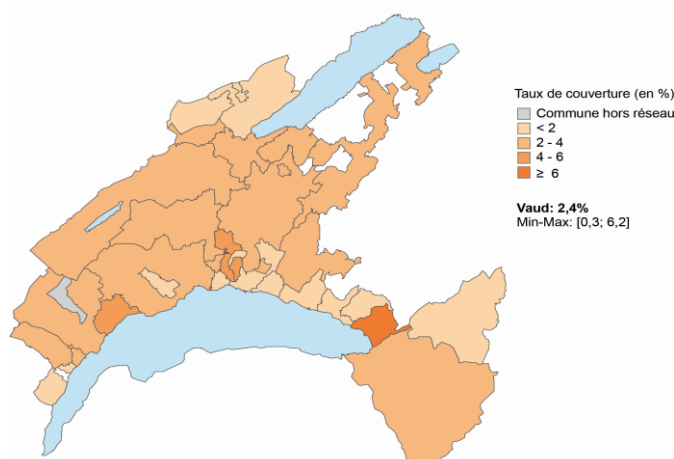 Taux de couverture (en %)
Commune hors réseau
< 2
2 - 4
4 - 6
≥ 6
Vaud: 2,4%
Min-Max: [0,3; 6,2]